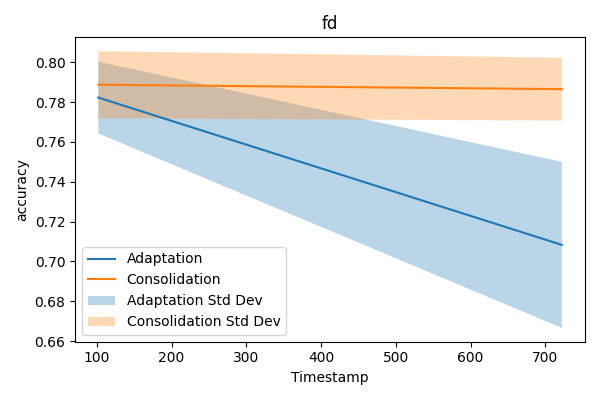 fd
accuracy
0.80
0.78
0.76
0.74
0.72
0.70
0.68
0.66
Adaptation
Consolidation
Adaptation Std Dev
Consolidation Std Dev
100 200 300 400 500 600 700
Timestamp